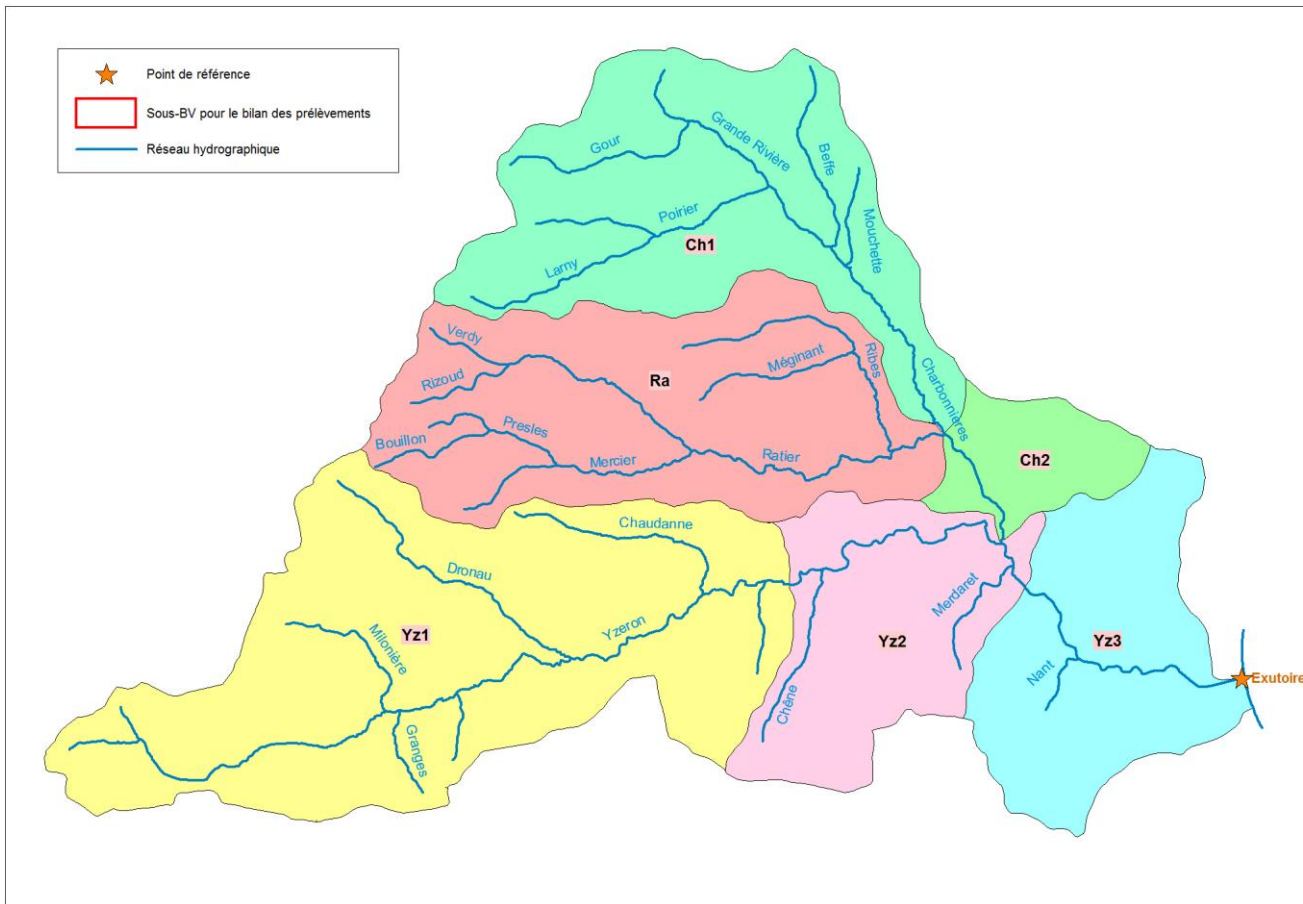 Point de référence
Sous-BV pour le bilan des prélèvements
Réseau hydrographique
Gour
Grande Rivière
Beffe
Poirier
Mouchette
Ch1
Larny
Verdy
Charbonnières
Ribes
Méginant
Rizoud
Ra
Presles
Bouillon
Mercier
Ratier
Ch2
Chaudanne
Dronau
Milonière
Yz1
Yzeron
Merdaret
Yz2
Yz3
Nant
Exutoire
Chêne
Granges